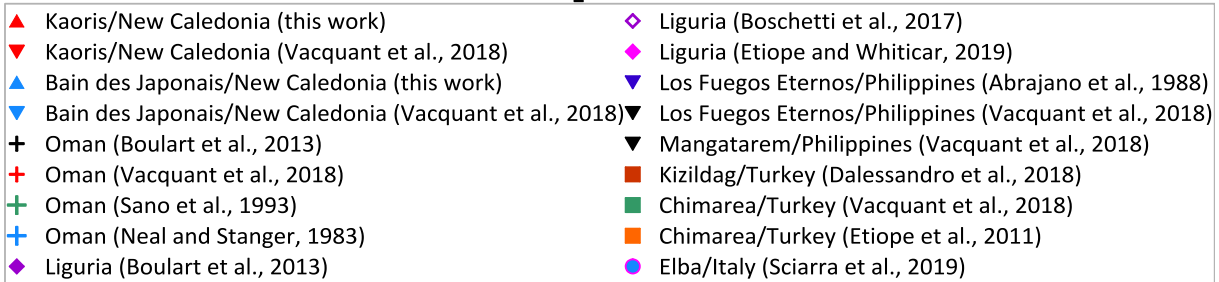 Kaoris/New Caledonia (this work)
Kaoris/New Caledonia (Vacquant et al., 2018)
Bain des Japonais/New Caledonia (this work)
Bain des Japonais/New Caledonia (Vacquant et al., 2018)
Oman (Boulart et al., 2013)
Oman (Vacquant et al., 2018)
Oman (Sano et al., 1993)
Oman (Neal and Stanger, 1983)
Liguria (Boulart et al., 2013)
Liguria (Boschetti et al., 2017)
Liguria (Etiope and Whiticar, 2019)
Los Fuegos Eternos/Philippines (Abrajano et al., 1988)
Los Fuegos Eternos/Philippines (Vacquant et al., 2018)
Mangatarem/Philippines (Vacquant et al., 2018)
Kizildag/Turkey (Dalessandro et al., 2018)
Chimarea/Turkey (Vacquant et al., 2018)
Chimarea/Turkey (Etiope et al., 2011)
Elba/Italy (Sciarra et al., 2019)